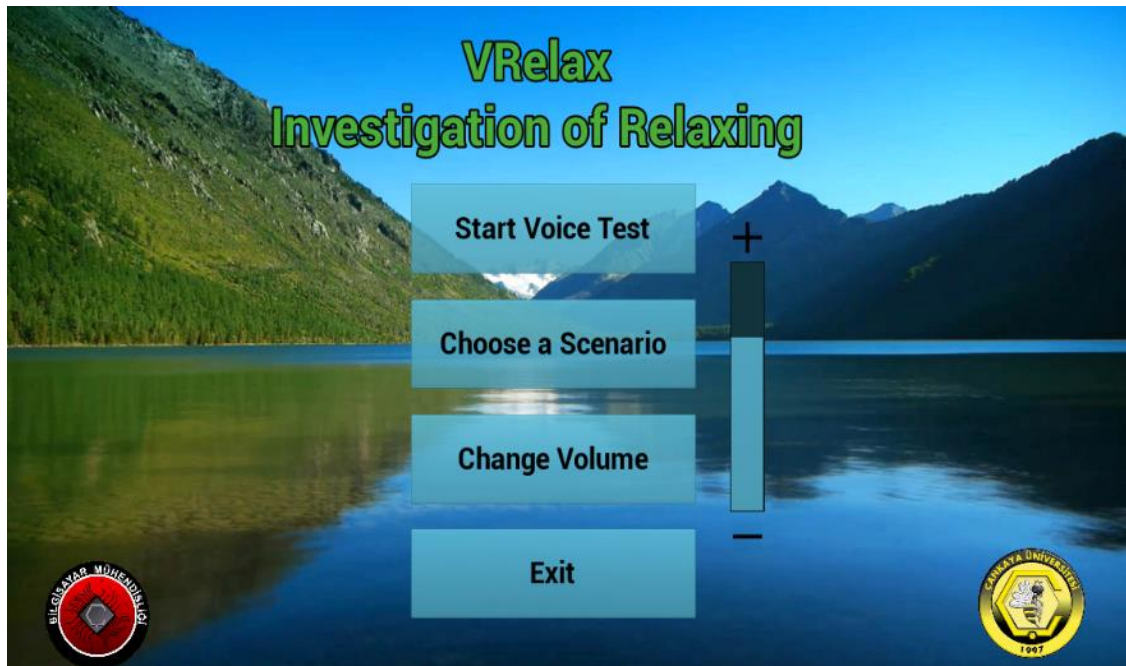 VRelax
Investigation of Relaxing
Start Voice Test
+
Choose a Scenario
Change Volume
−
Exit
BİLGİSAYAR MÜHENDİSLİĞİ
ÇANKAYA ÜNİVERSİTESİ
1997